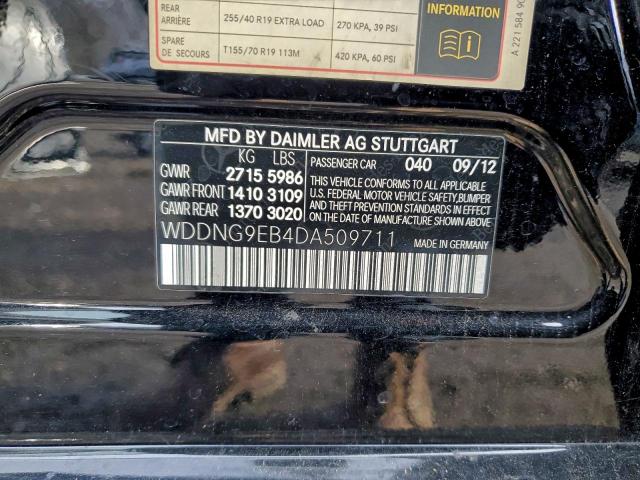 REAR
ARRIÈRE
255/40 R19 EXTRA LOAD
270 KPA, 39 PSI
SPARE
DE SECOURS
T155/70 R19 113M
420 KPA, 60 PSI
INFORMATION
A 221 584 90
MFD BY DAIMLER AG STUTTGART
KG LBS
GVWR 2715 5986
GAWR FRONT 1410 3109
GAWR REAR 1370 3020
PASSENGER CAR 040 09/12
THIS VEHICLE CONFORMS TO ALL APPLICABLE
U.S. FEDERAL MOTOR VEHICLE SAFETY,BUMPER
AND THEFT PREVENTION STANDARDS IN EFFECT
ON THE DATE OF MANUFACTURE SHOWN ABOVE.
WDDNG9EB4DA509711
MADE IN GERMANY